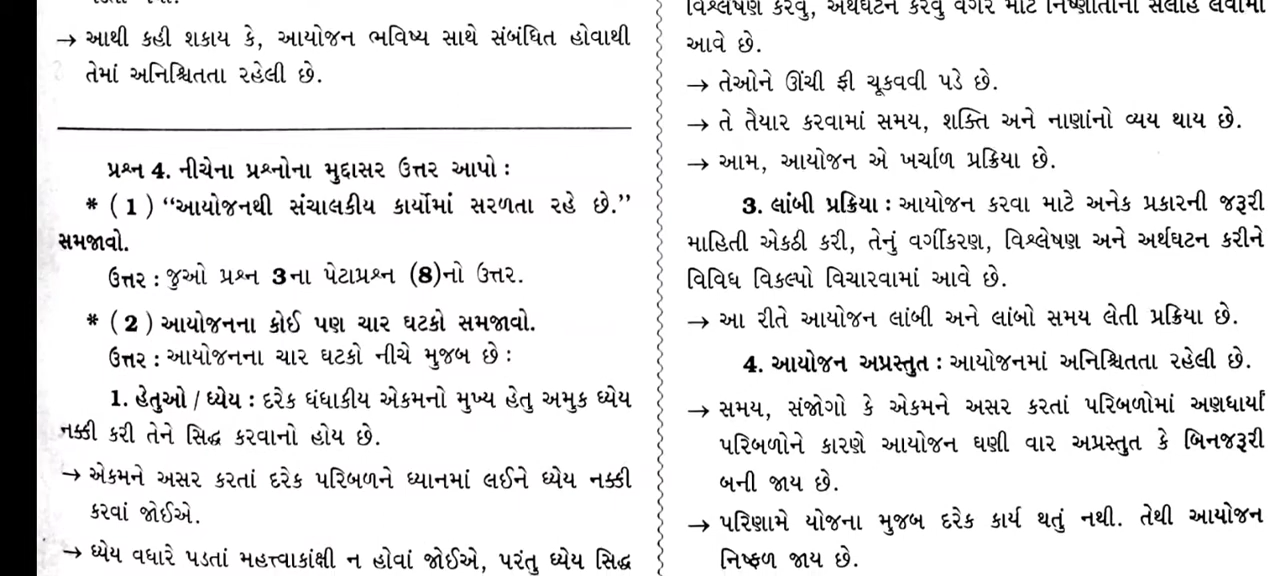 → આથી કહી શકાય કે, આયોજન ભવિષ્ય સાથે સંબંધિત હોવાથી
તેમાં અનિશ્ચિતતા રહેલી છે.
પ્રશ્ન 4. નીચેના પ્રશ્નોના મુદ્દાસર ઉત્તર આપો :
* ( 1 ) “આયોજનથી સંચાલકીય કાર્યોમાં સરળતા રહે છે.”
સમજાવો.
ઉત્તર : જુઓ પ્રશ્ન 3ના પેટાપ્રશ્ન (8)નો ઉત્તર.
* ( 2 ) આયોજનના કોઈ પણ ચાર ઘટકો સમજાવો.
ઉત્તર : આયોજનના ચાર ઘટકો નીચે મુજબ છે :
1. હેતુઓ / ધ્યેય : દરેક ધંધાકીય એકમનો મુખ્ય હેતુ અમુક ધ્યેય
નક્કી કરી તેને સિદ્ધ કરવાનો હોય છે.
→ એકમને અસર કરતાં દરેક પરિબળને ધ્યાનમાં લઈને ધ્યેય નક્કી
કરવાં જોઈએ.
→ ધ્યેય વધારે પડતાં મહત્ત્વાકાંક્ષી ન હોવાં જોઈએ, પરંતુ ધ્યેય સિદ્ધ
વિશ્લેષણ કરવું, અર્થઘટન કરવું વગેરે માટે નિષ્ણાતોની સલાહ લેવામાં
આવે છે.
→ તેઓને ઊંચી ફી ચૂકવવી પડે છે.
→ તે તૈયાર કરવામાં સમય, શક્તિ અને નાણાંનો વ્યય થાય છે.
→ આમ, આયોજન એ ખર્ચાળ પ્રક્રિયા છે.
3. લાંબી પ્રક્રિયા : આયોજન કરવા માટે અનેક પ્રકારની જરૂરી
માહિતી એકઠી કરી, તેનું વર્ગીકરણ, વિશ્લેષણ અને અર્થઘટન કરીને
વિવિધ વિકલ્પો વિચારવામાં આવે છે.
→ આ રીતે આયોજન લાંબી અને લાંબો સમય લેતી પ્રક્રિયા છે.
4. આયોજન અપ્રસ્તુત : આયોજનમાં અનિશ્ચિતતા રહેલી છે.
→ સમય, સંજોગો કે એકમને અસર કરતાં પરિબળોમાં અણધાર્યાં
પરિબળોને કારણે આયોજન ઘણી વાર અપ્રસ્તુત કે બિનજરૂરી
બની જાય છે.
→ પરિણામે યોજના મુજબ દરેક કાર્ય થતું નથી. તેથી આયોજન
નિષ્ફળ જાય છે.